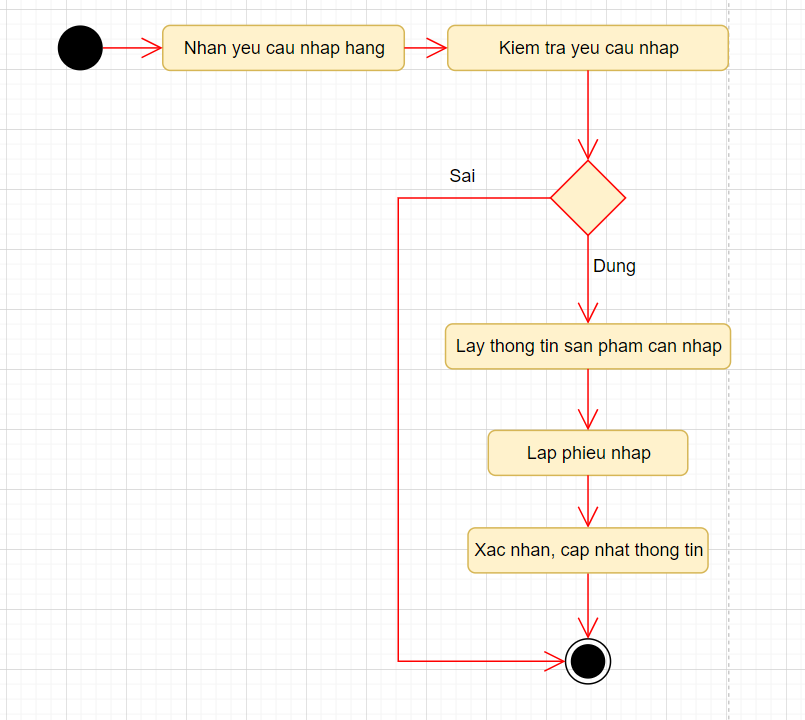 Nhan yeu cau nhap hang
Kiem tra yeu cau nhap
Sai
Dung
Lay thong tin san pham can nhap
Lap phieu nhap
Xac nhan, cap nhat thong tin